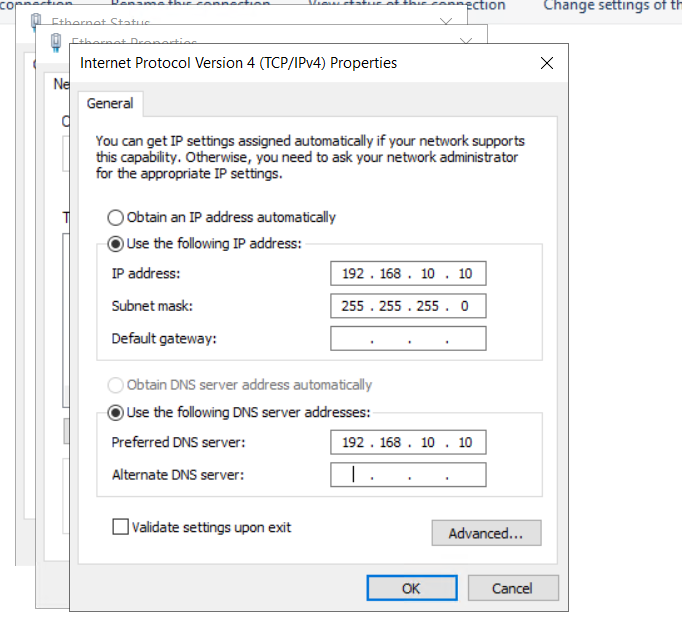 connection
Rename this connection
View status of this connection
Change settings of th
Ethernet Status
Ethernet Properties
Internet Protocol Version 4 (TCP/IPv4) Properties
Ne
General
You can get IP settings assigned automatically if your network supports
this capability. Otherwise, you need to ask your network administrator
for the appropriate IP settings.
Obtain an IP address automatically
Use the following IP address:
IP address: 192 . 168 . 10 . 10
Subnet mask: 255 . 255 . 255 . 0
Default gateway: . . .
Obtain DNS server address automatically
Use the following DNS server addresses:
Preferred DNS server: 192 . 168 . 10 . 10
Alternate DNS server: . . .
Validate settings upon exit
Advanced...
OK
Cancel